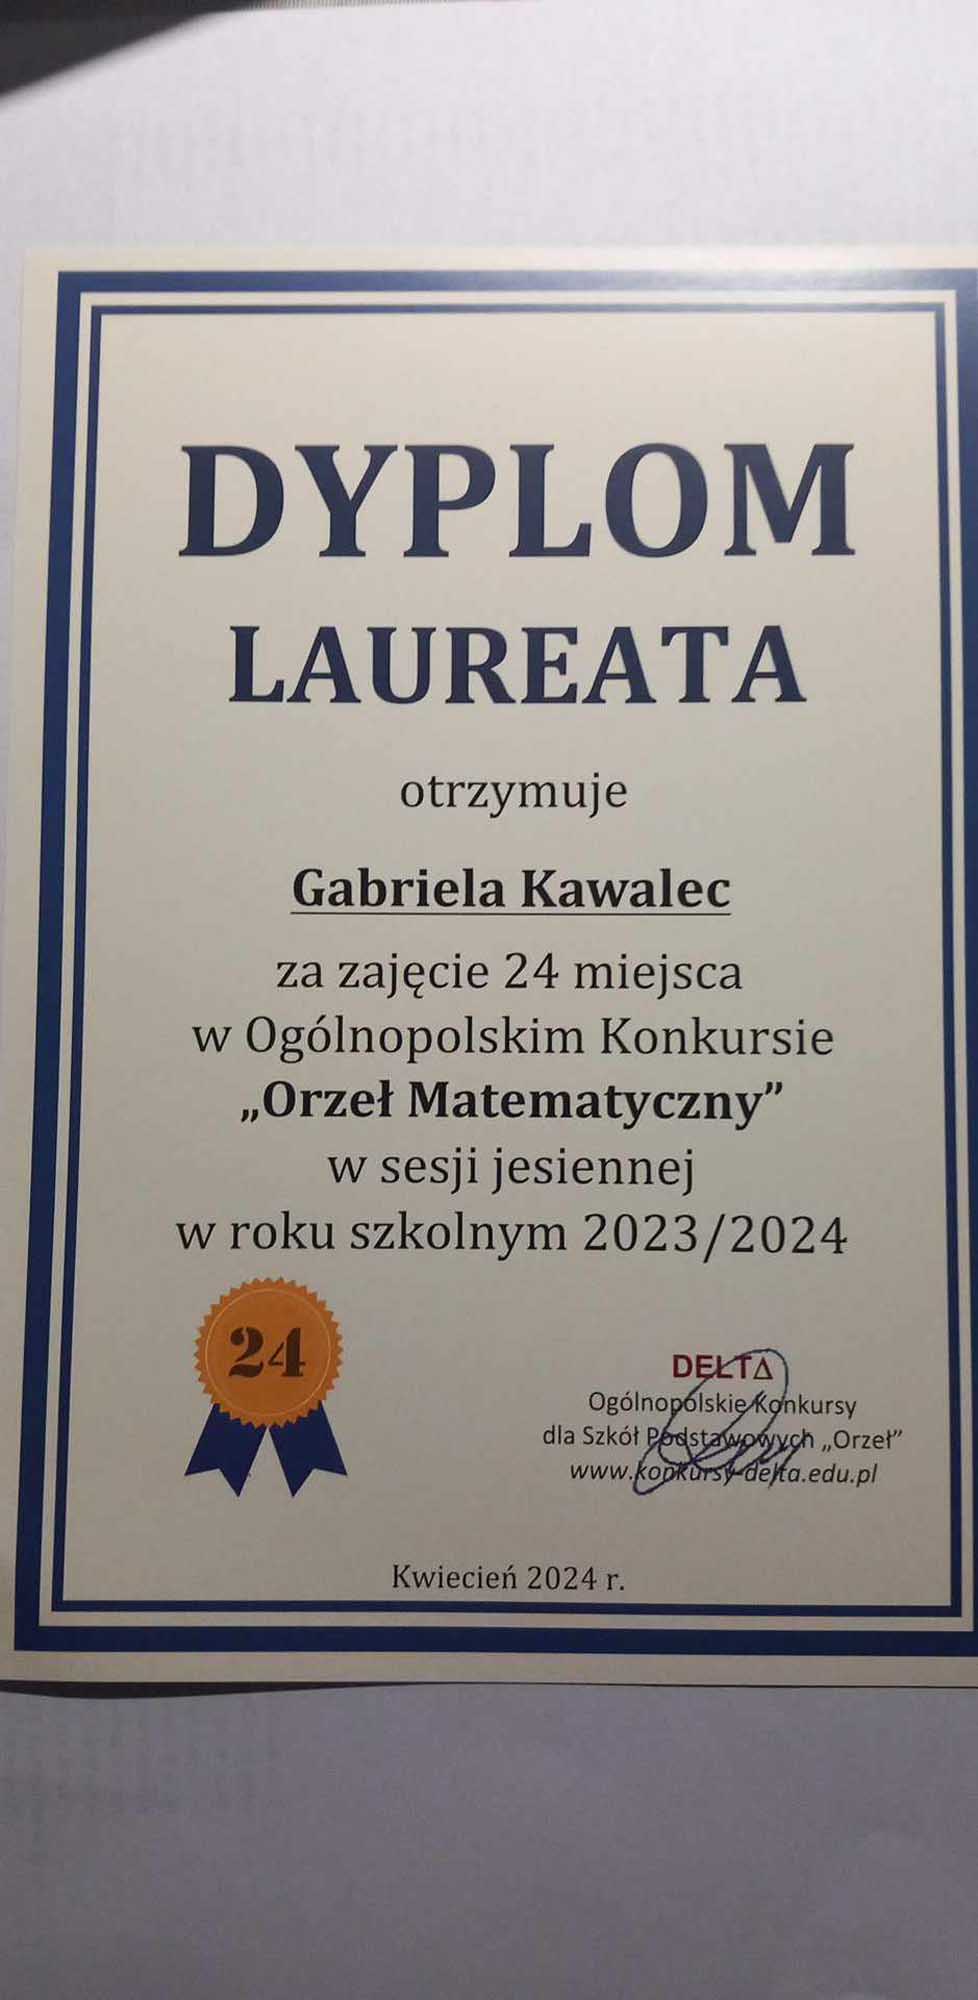 DYPLOM
LAUREATA
otrzymuje
Gabriela Kawalec
za zajęcie 24 miejsca
w Ogólnopolskim Konkursie
„Orzeł Matematyczny”
w sesji jesiennej
w roku szkolnym 2023/2024
24
DELTA
Ogólnopolskie Konkursy
dla Szkół Podstawowych „Orzeł”
www.konkursy-delta.edu.pl
Kwiecień 2024 r.